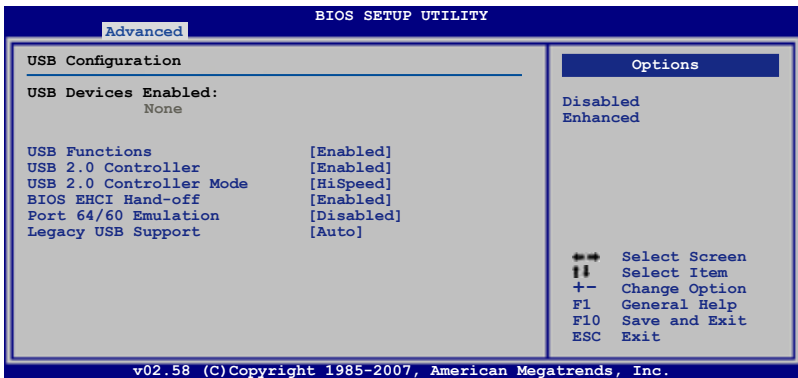 BIOS SETUP UTILITY
Advanced
USB Configuration
USB Devices Enabled:
None
USB Functions [Enabled]
USB 2.0 Controller [Enabled]
USB 2.0 Controller Mode [HiSpeed]
BIOS EHCI Hand-off [Enabled]
Port 64/60 Emulation [Disabled]
Legacy USB Support [Auto]
Options
Disabled
Enhanced
←→ Select Screen
↑↓ Select Item
+- Change Option
F1 General Help
F10 Save and Exit
ESC Exit
v02.58 (C)Copyright 1985-2007, American Megatrends, Inc.